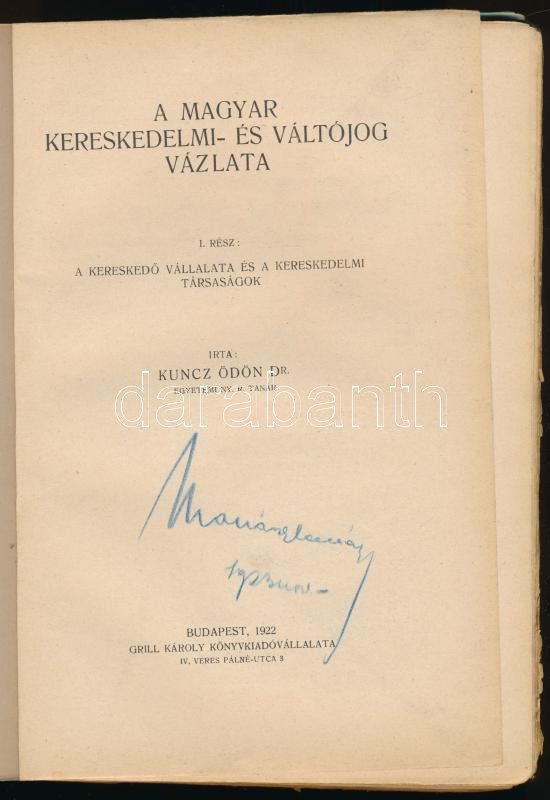 A MAGYAR
KERESKEDELMI- ÉS VÁLTÓJOG
VÁZLATA
I. RÉSZ:
A KERESKEDŐ VÁLLALATA ÉS A KERESKEDELMI
TÁRSASÁGOK
IRTA:
KUNCZ ÖDÖN DR.
EGYETEMI NY. R. TANÁR
darabanth
BUDAPEST, 1922
GRILL KÁROLY KÖNYVKIADÓVÁLLALATA
IV. VERES PÁLNÉ-UTCA 3